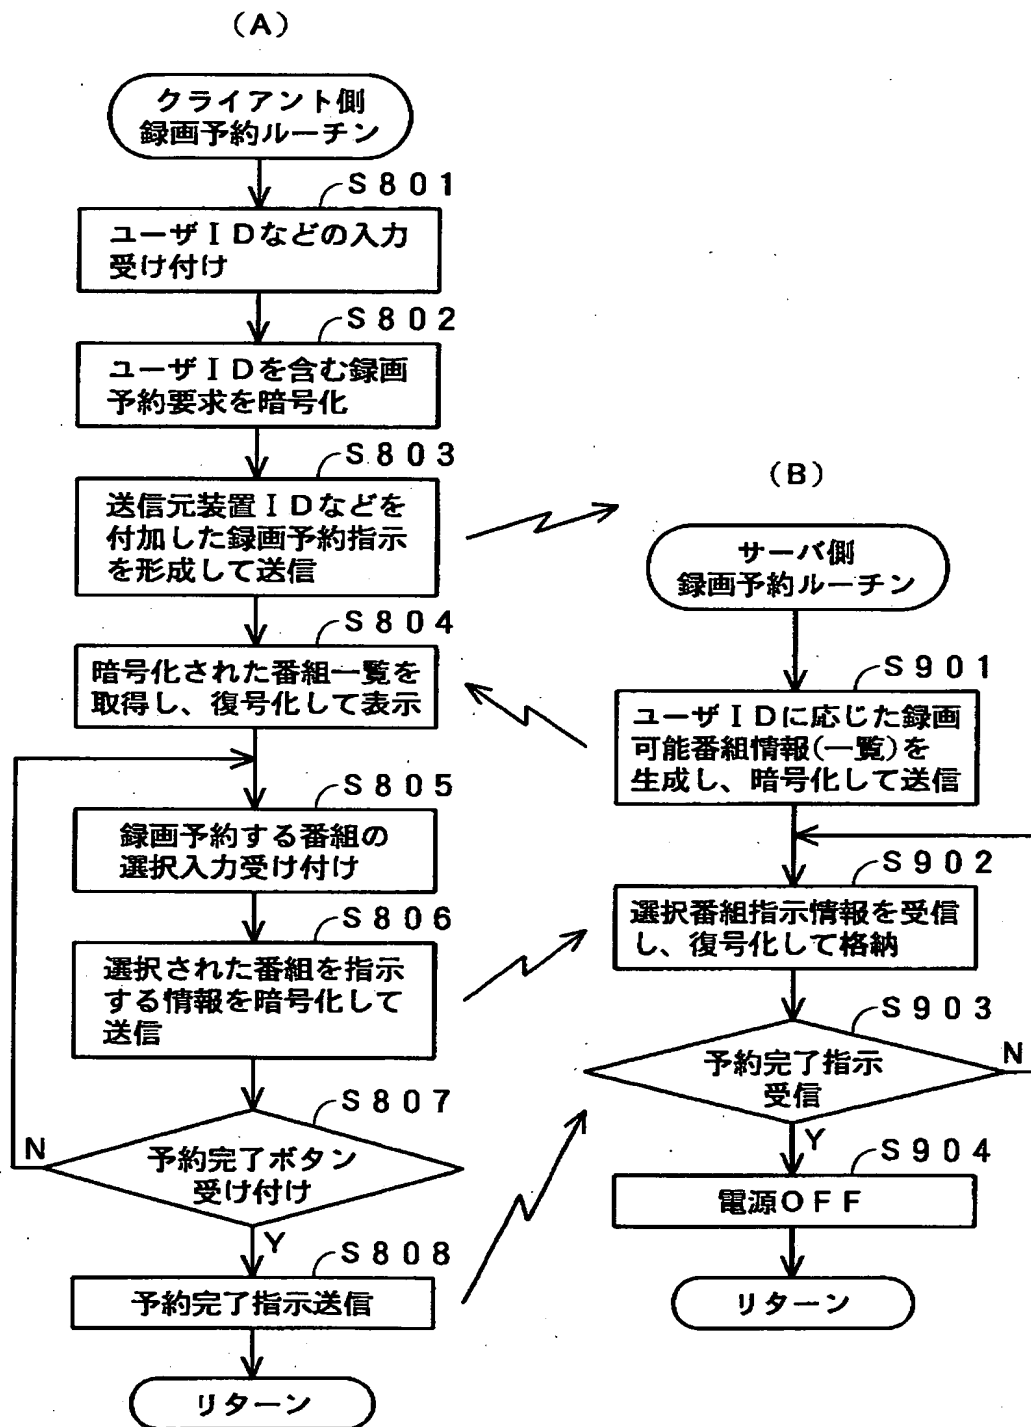 (A)
クライアント側
録画予約ルーチン
S801
ユーザIDなどの入力
受け付け
S802
ユーザIDを含む録画
予約要求を暗号化
S803
送信元装置IDなどを
付加した録画予約指示
を形成して送信
S804
暗号化された番組一覧を
取得し、復号化して表示
S805
録画予約する番組の
選択入力受け付け
S806
選択された番組を指示
する情報を暗号化して
送信
S807
予約完了ボタン
受け付け
N
Y
S808
予約完了指示送信
リターン
(B)
サーバ側
録画予約ルーチン
S901
ユーザIDに応じた録画
可能番組情報(一覧)を
生成し、暗号化して送信
S902
選択番組指示情報を受信
し、復号化して格納
S903
予約完了指示
受信
N
Y
S904
電源OFF
リターン